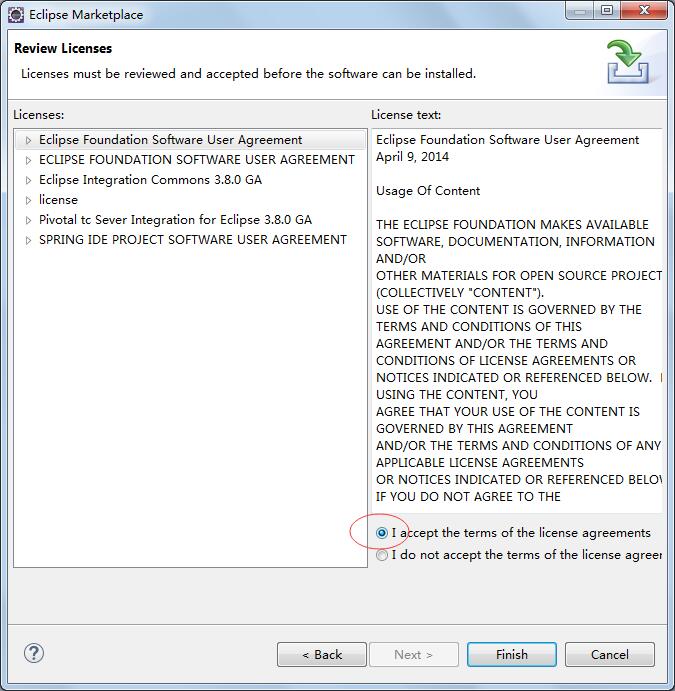 Eclipse Marketplace
Review Licenses
Licenses must be reviewed and accepted before the software can be installed.
Licenses:
Eclipse Foundation Software User Agreement
ECLIPSE FOUNDATION SOFTWARE USER AGREEMENT
Eclipse Integration Commons 3.8.0 GA
license
Pivotal tc Sever Integration for Eclipse 3.8.0 GA
SPRING IDE PROJECT SOFTWARE USER AGREEMENT
License text:
Eclipse Foundation Software User Agreement
April 9, 2014
Usage Of Content
THE ECLIPSE FOUNDATION MAKES AVAILABLE
SOFTWARE, DOCUMENTATION, INFORMATION
AND/OR
OTHER MATERIALS FOR OPEN SOURCE PROJECT
(COLLECTIVELY "CONTENT").
USE OF THE CONTENT IS GOVERNED BY THE
TERMS AND CONDITIONS OF THIS
AGREEMENT AND/OR THE TERMS AND
CONDITIONS OF LICENSE AGREEMENTS OR
NOTICES INDICATED OR REFERENCED BELOW.
USING THE CONTENT, YOU
AGREE THAT YOUR USE OF THE CONTENT IS
GOVERNED BY THIS AGREEMENT
AND/OR THE TERMS AND CONDITIONS OF ANY
APPLICABLE LICENSE AGREEMENTS
OR NOTICES INDICATED OR REFERENCED BELOW
IF YOU DO NOT AGREE TO THE
I accept the terms of the license agreements
I do not accept the terms of the license agreer
?
< Back
Next >
Finish
Cancel